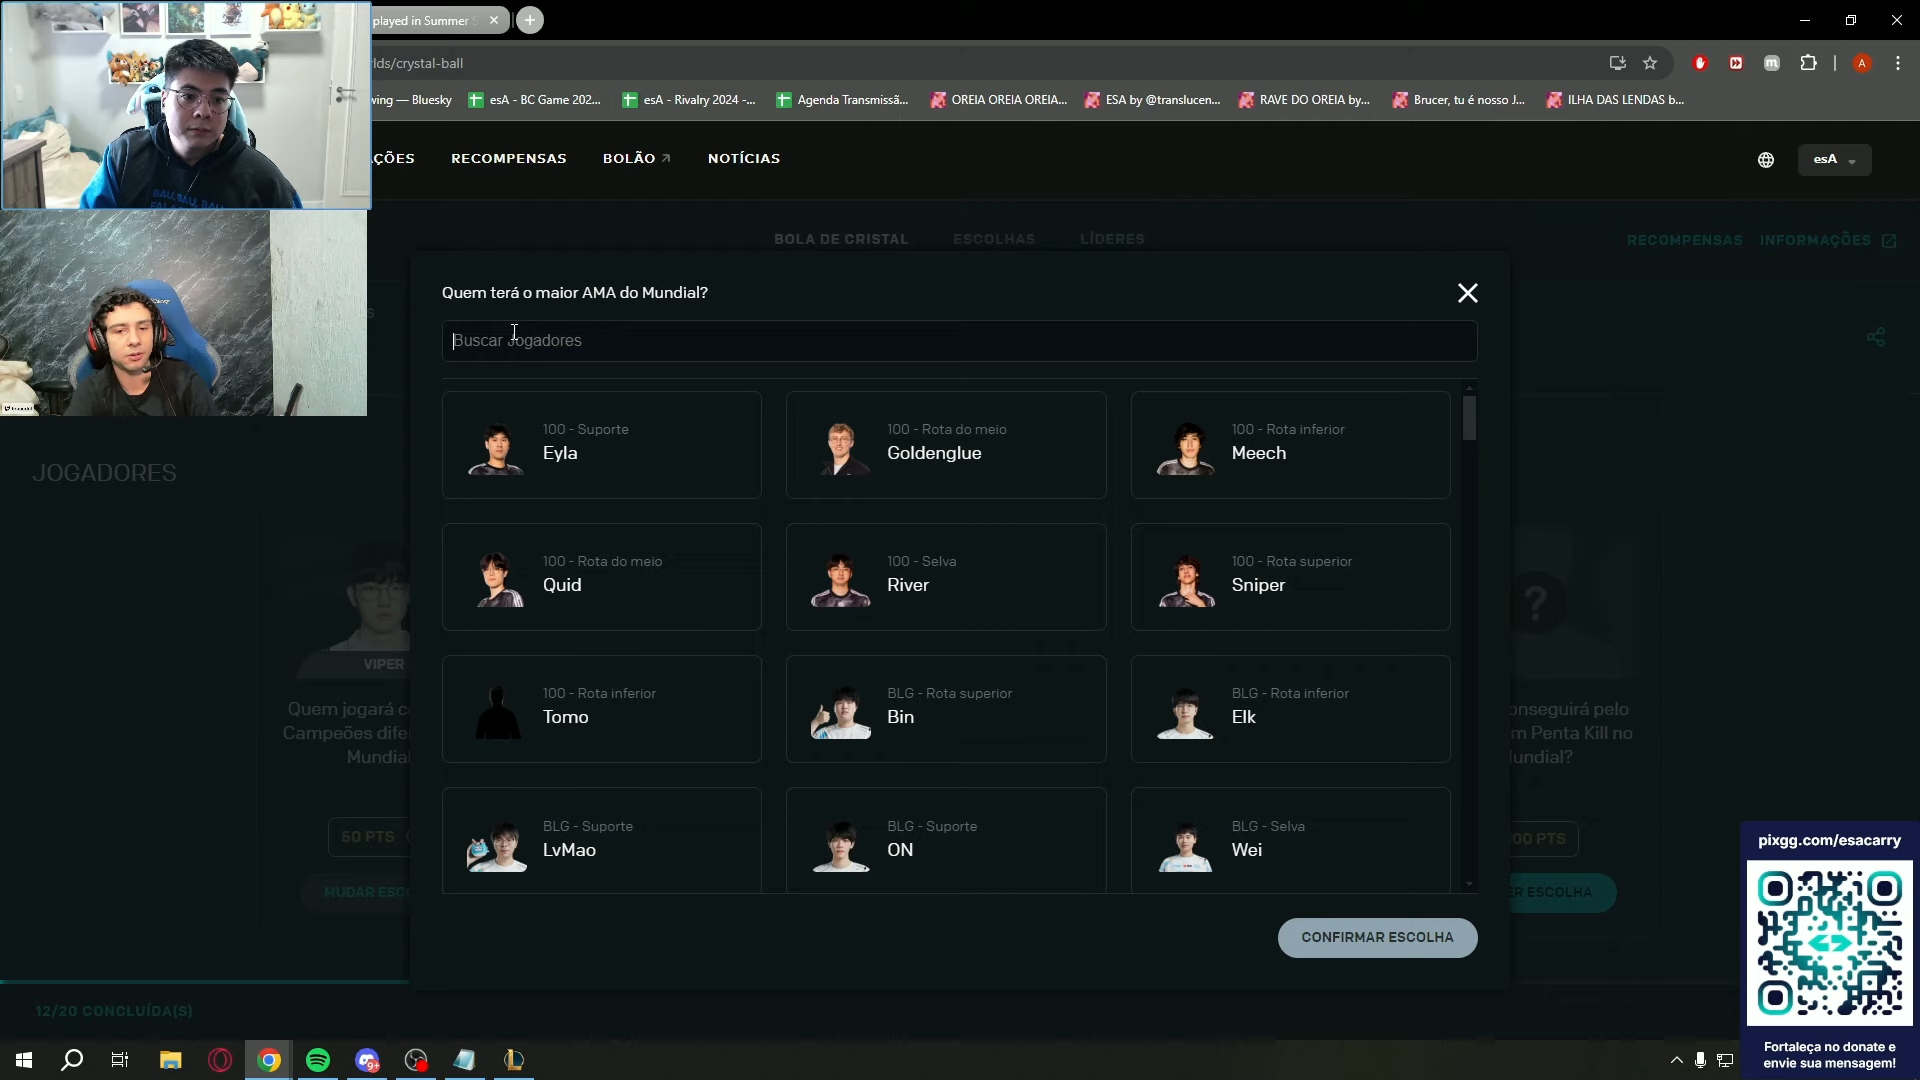 played in Summer
lds/crystal-ball
wing — Bluesky
esA - BC Game 202...
esA - Rivalry 2024 -...
Agenda Transmissã...
OREIA OREIA OREIA...
ESA by @translucen...
RAVE DO OREIA by...
Brucer, tu é nosso J...
ILHA DAS LENDAS b...
A
ÇÕES
RECOMPENSAS
BOLÃO
NOTÍCIAS
esA
BOLA DE CRISTAL
ESCOLHAS
LÍDERES
RECOMPENSAS
INFORMAÇÕES
Quem terá o maior AMA do Mundial?
Buscar Jogadores
JOGADORES
100 - Suporte
Eyla
100 - Rota do meio
Goldenglue
100 - Rota inferior
Meech
100 - Rota do meio
Quid
100 - Selva
River
100 - Rota superior
Sniper
100 - Rota inferior
Tomo
BLG - Rota superior
Bin
BLG - Rota inferior
Elk
BLG - Suporte
LvMao
BLG - Suporte
ON
BLG - Selva
Wei
VIPER
Quem jogará c
Campeões dife
Mundial
50 PTS
MUDAR ESC
onseguirá pelo
m Penta Kill no
undial?
00 PTS
ER ESCOLHA
CONFIRMAR ESCOLHA
12/20 CONCLUÍDA(S)
pixgg.com/esacarry
Fortaleça no donate e
envie sua mensagem!
9+